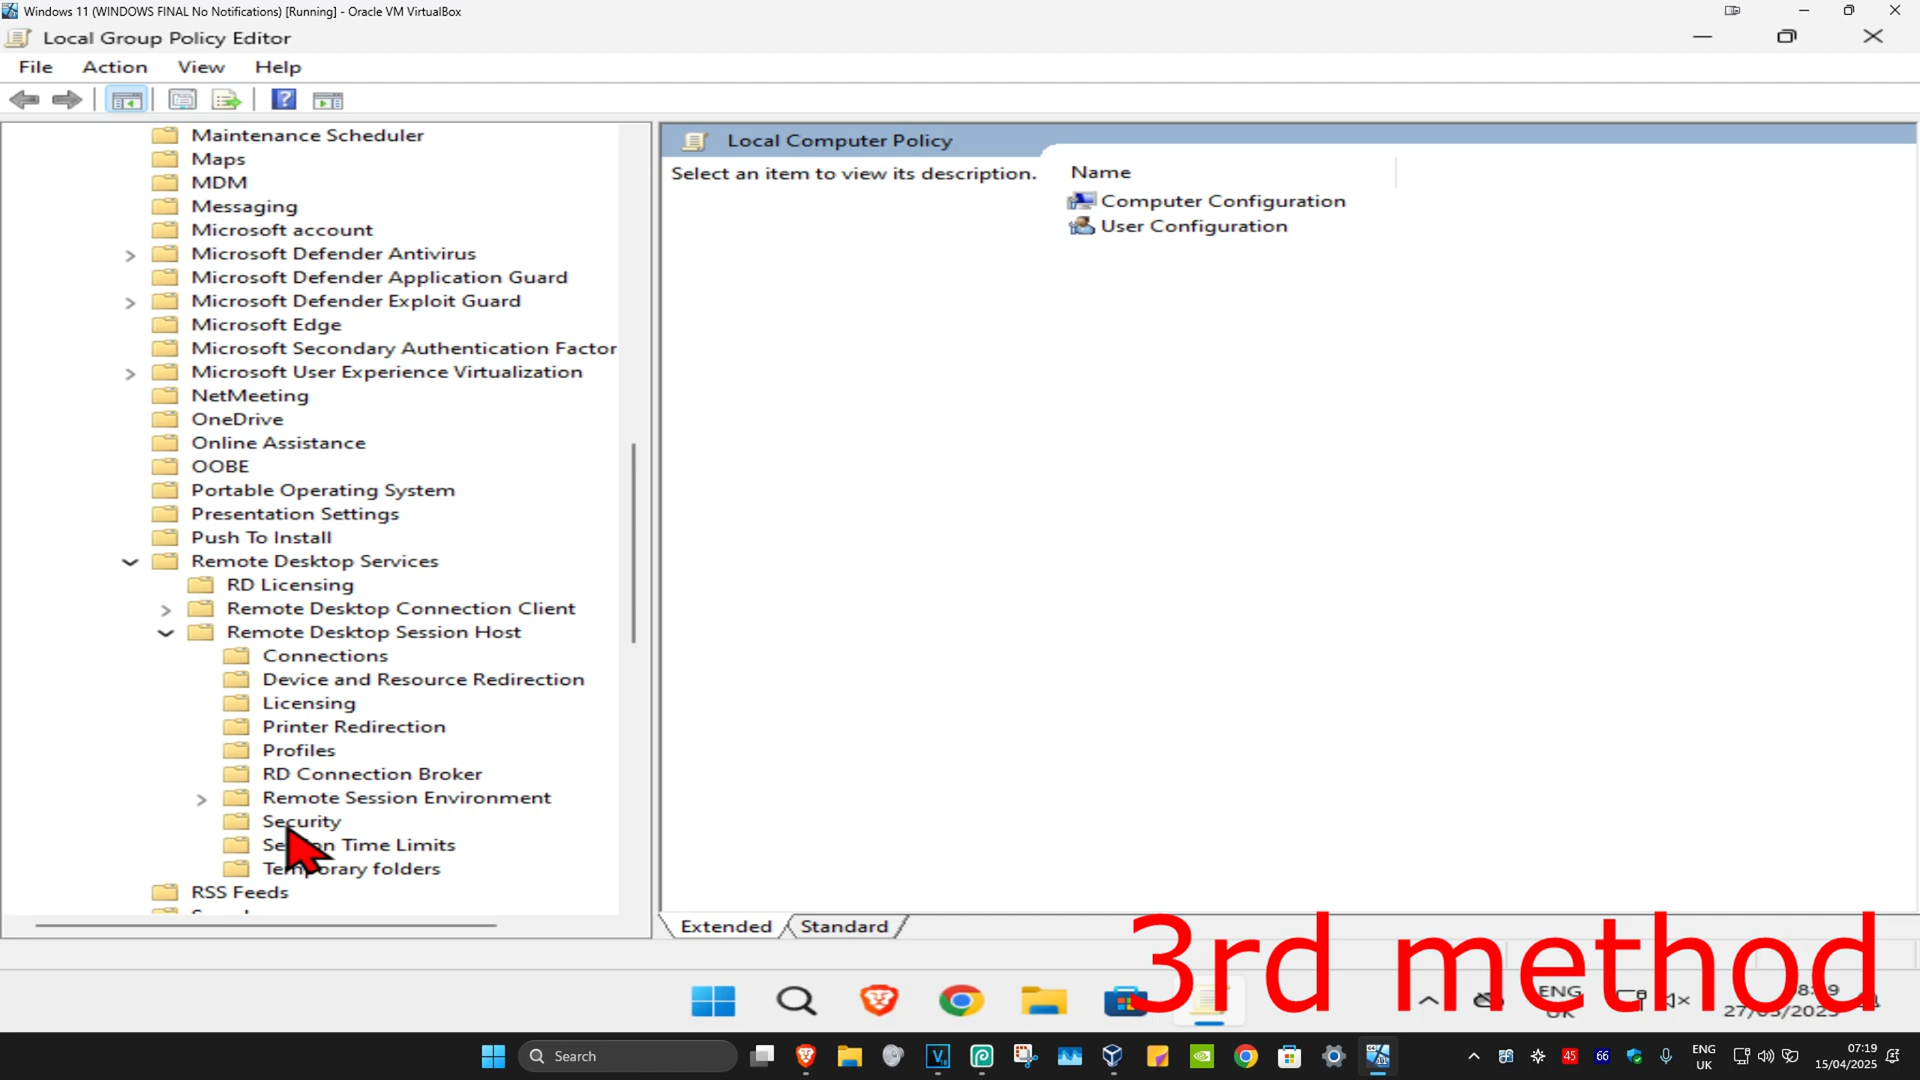 Windows 11 (WINDOWS FINAL No Notifications) [Running] - Oracle VM VirtualBox
Local Group Policy Editor
File Action View Help
Maintenance Scheduler
Maps
MDM
Messaging
Microsoft account
Microsoft Defender Antivirus
Microsoft Defender Application Guard
Microsoft Defender Exploit Guard
Microsoft Edge
Microsoft Secondary Authentication Factor
Microsoft User Experience Virtualization
NetMeeting
OneDrive
Online Assistance
OOBE
Portable Operating System
Presentation Settings
Push To Install
Remote Desktop Services
RD Licensing
Remote Desktop Connection Client
Remote Desktop Session Host
Connections
Device and Resource Redirection
Licensing
Printer Redirection
Profiles
RD Connection Broker
Remote Session Environment
Security
Session Time Limits
Temporary folders
RSS Feeds
Local Computer Policy
Select an item to view its description.
Name
Computer Configuration
User Configuration
Extended Standard
3rd method
ENG
UK
Search
45
66
ENG
UK
07:19
15/04/2025